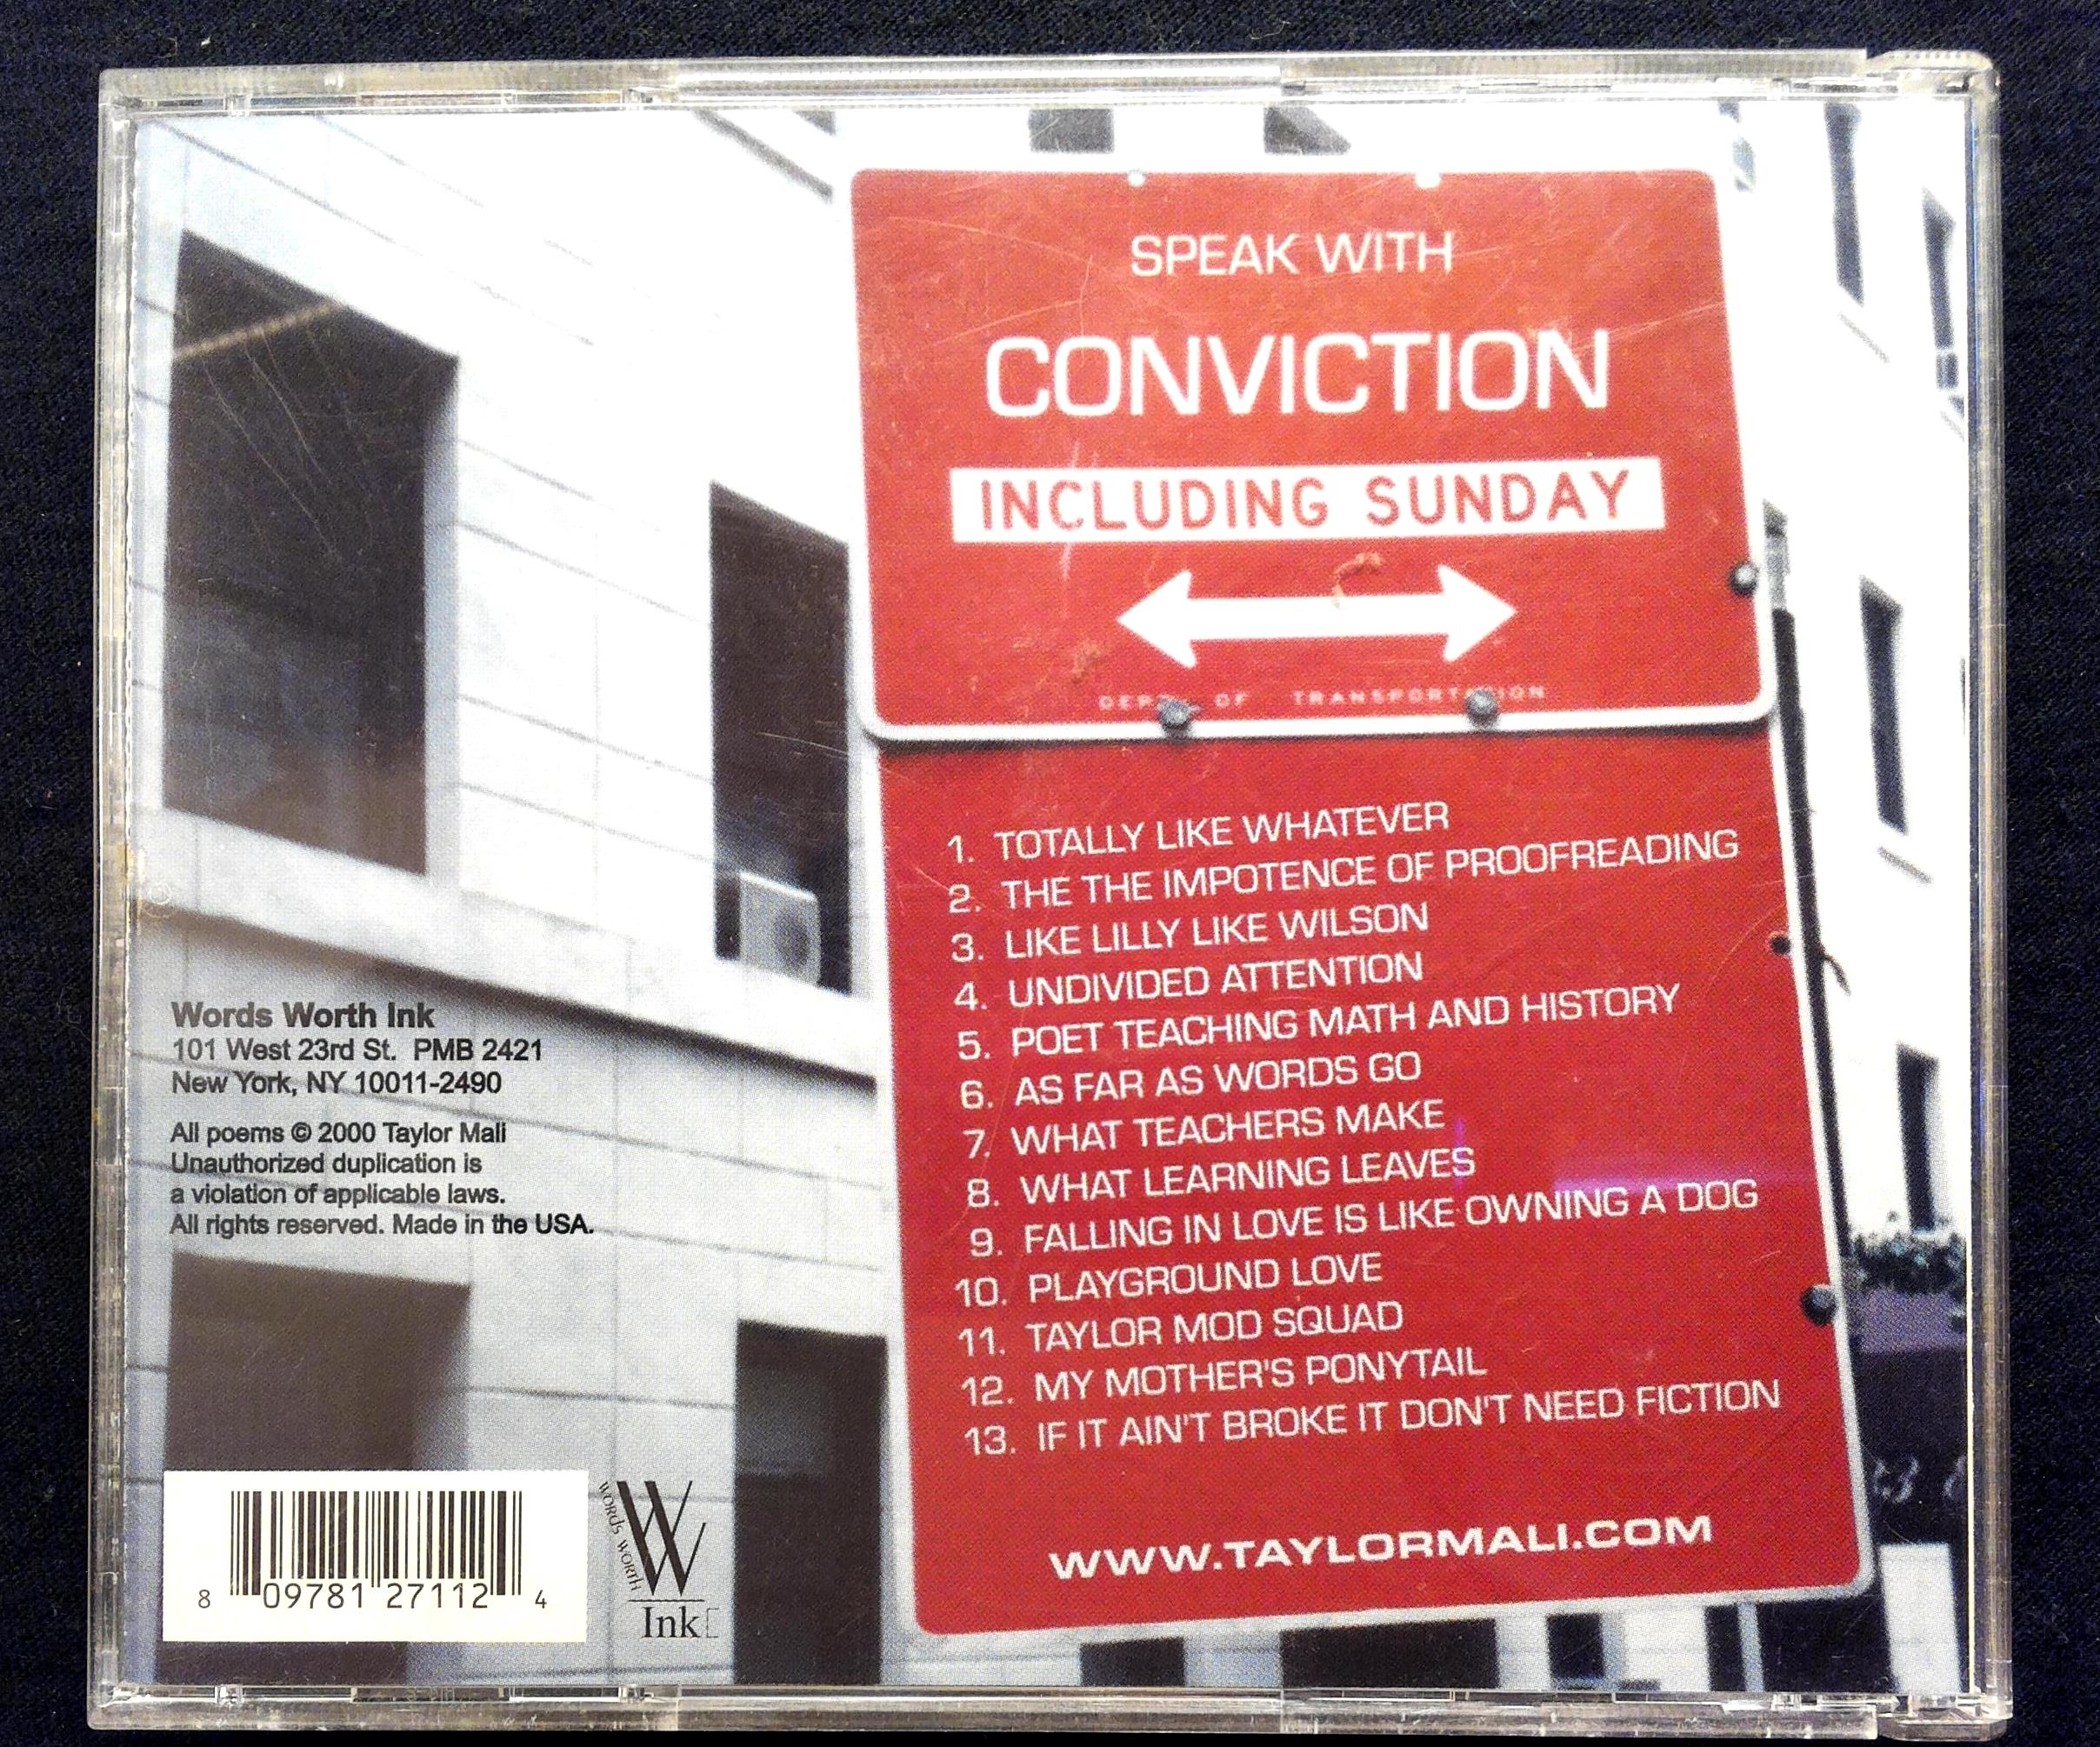 SPEAK WITH
CONVICTION
INCLUDING SUNDAY
DEPT OF TRANSPORTATION
1. TOTALLY LIKE WHATEVER
2. THE THE IMPOTENCE OF PROOFREADING
3. LIKE LILLY LIKE WILSON
4. UNDIVIDED ATTENTION
5. POET TEACHING MATH AND HISTORY
6. AS FAR AS WORDS GO
7. WHAT TEACHERS MAKE
8. WHAT LEARNING LEAVES
9. FALLING IN LOVE IS LIKE OWNING A DOG
10. PLAYGROUND LOVE
11. TAYLOR MOD SQUAD
12. MY MOTHER'S PONYTAIL
13. IF IT AIN'T BROKE IT DON'T NEED FICTION
WWW.TAYLORMALI.COM
Words Worth Ink
101 West 23rd St. PMB 2421
New York, NY 10011-2490
All poems © 2000 Taylor Mali
Unauthorized duplication is
a violation of applicable laws.
All rights reserved. Made in the USA.
8 09781 27112 4
WORDS WORTH
W
Ink